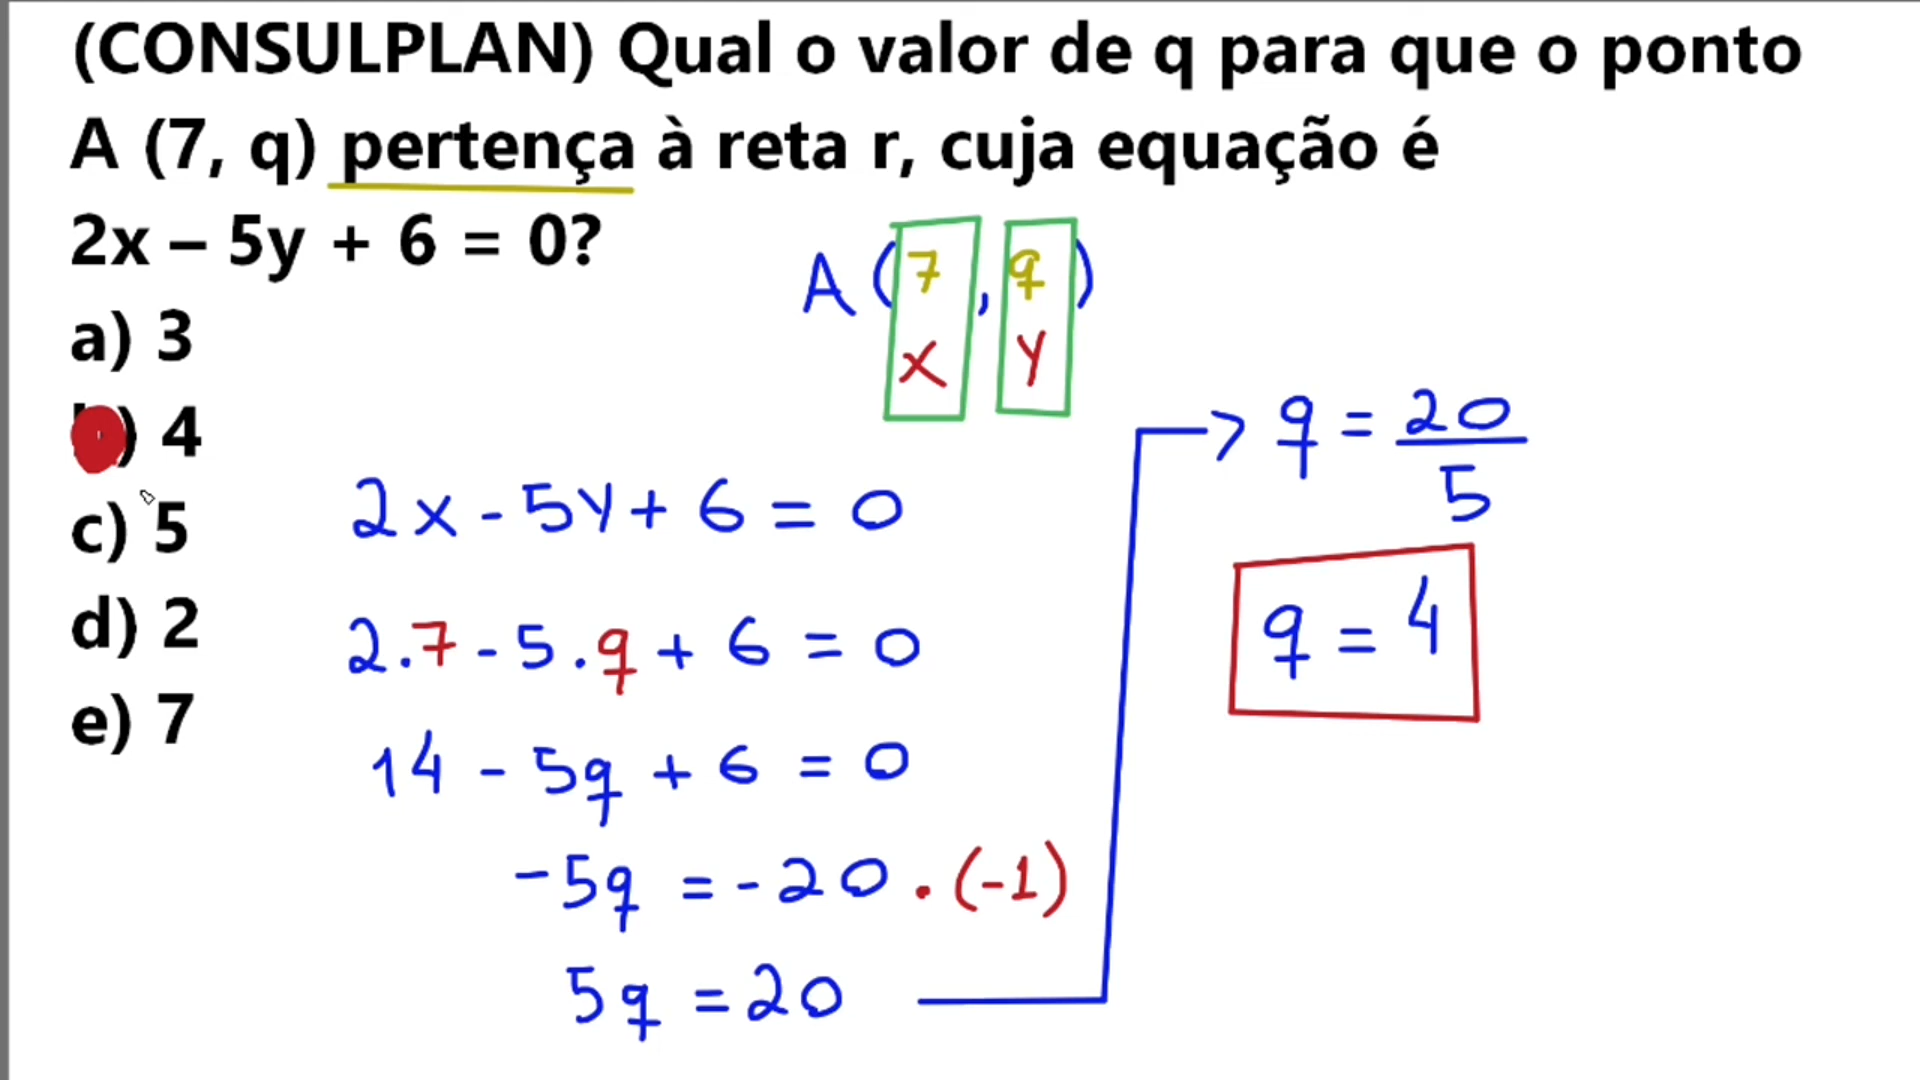 (CONSULPLAN) Qual o valor de q para que o ponto
A (7, q) pertença à reta r, cuja equação é
2x – 5y + 6 = 0?
a) 3
) 4
c) 5
d) 2
e) 7
A (7, q)
x y
2x - 5y + 6 = 0
2.7 - 5.q + 6 = 0
14 - 5q + 6 = 0
-5q = -20 . (-1)
5q = 20
q = 20
5
q = 4